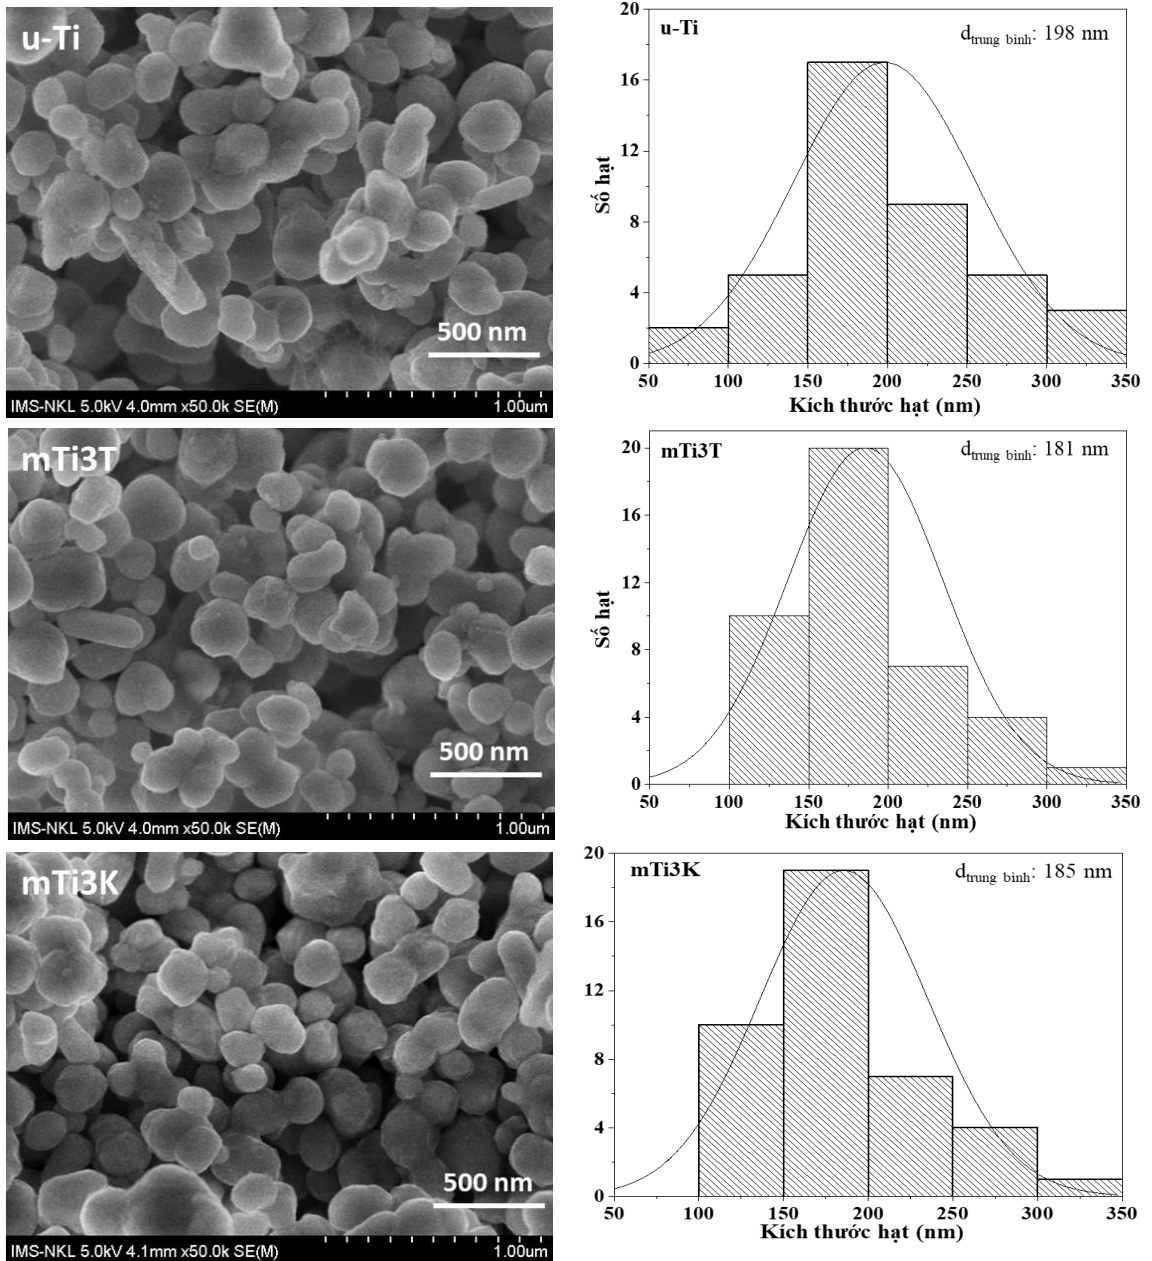 u-Ti
500 nm
IMS-NKL 5.0kV 4.0mm x50.0k SE(M) 1.00um
u-Ti
d trung bình: 198 nm
20
16
12
8
4
0
Số hạt
50 100 150 200 250 300 350
Kích thước hạt (nm)
mTi3T
500 nm
IMS-NKL 5.0kV 4.0mm x50.0k SE(M) 1.00um
mTi3T
d trung bình: 181 nm
20
16
12
8
4
0
Số hạt
50 100 150 200 250 300 350
Kích thước hạt (nm)
mTi3K
500 nm
IMS-NKL 5.0kV 4.1mm x50.0k SE(M) 1.00um
mTi3K
d trung bình: 185 nm
20
16
12
8
4
0
50 100 150 200 250 300 350
Kích thước hạt (nm)